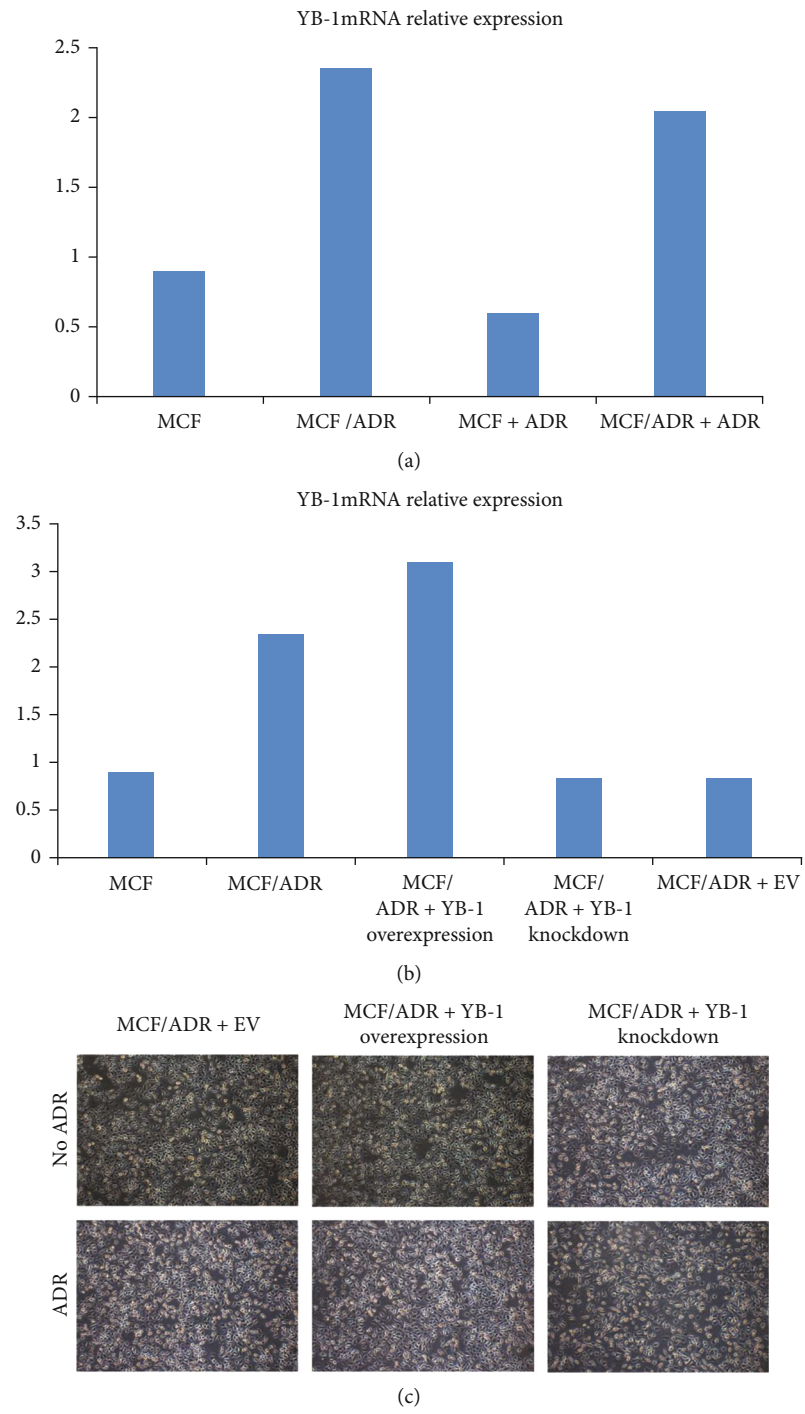 YB-1mRNA relative expression
2.5
2
1.5
1
0.5
0
MCF
MCF /ADR
MCF + ADR
MCF/ADR + ADR
(a)
YB-1mRNA relative expression
3.5
3
2.5
2
1.5
1
0.5
0
MCF
MCF/ADR
MCF/
ADR + YB-1
overexpression
MCF/
ADR + YB-1
knockdown
MCF/ADR + EV
(b)
MCF/ADR + EV
MCF/ADR + YB-1
overexpression
MCF/ADR + YB-1
knockdown
No ADR
ADR
(c)